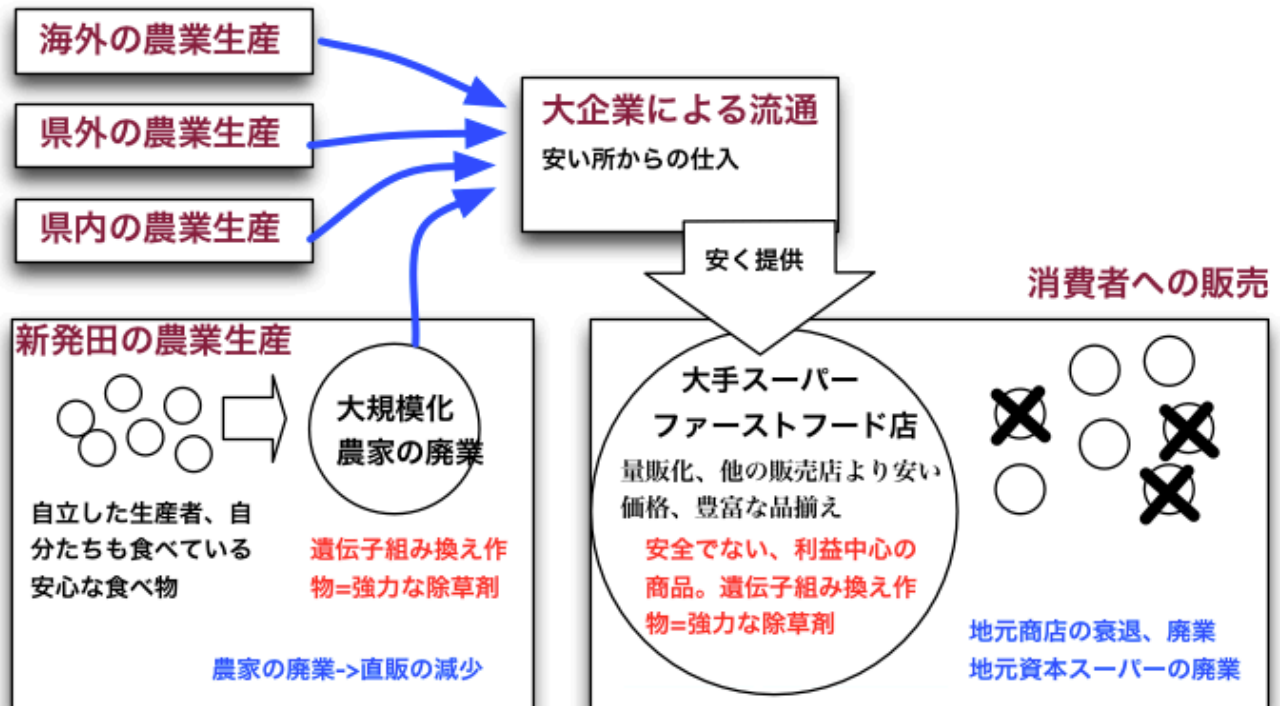 海外の農業生産
県外の農業生産
県内の農業生産
大企業による流通
安い所からの仕入
安く提供
消費者への販売
新発田の農業生産
大規模化
農家の廃業
自立した生産者、自
分たちも食べている
安心な食べ物
遺伝子組み換え作
物=強力な除草剤
農家の廃業->直販の減少
大手スーパー
ファーストフード店
量販化、他の販売店より安い
価格、豊富な品揃え
安全でない、利益中心の
商品。遺伝子組み換え作
物=強力な除草剤
地元商店の衰退、廃業
地元資本スーパーの廃業